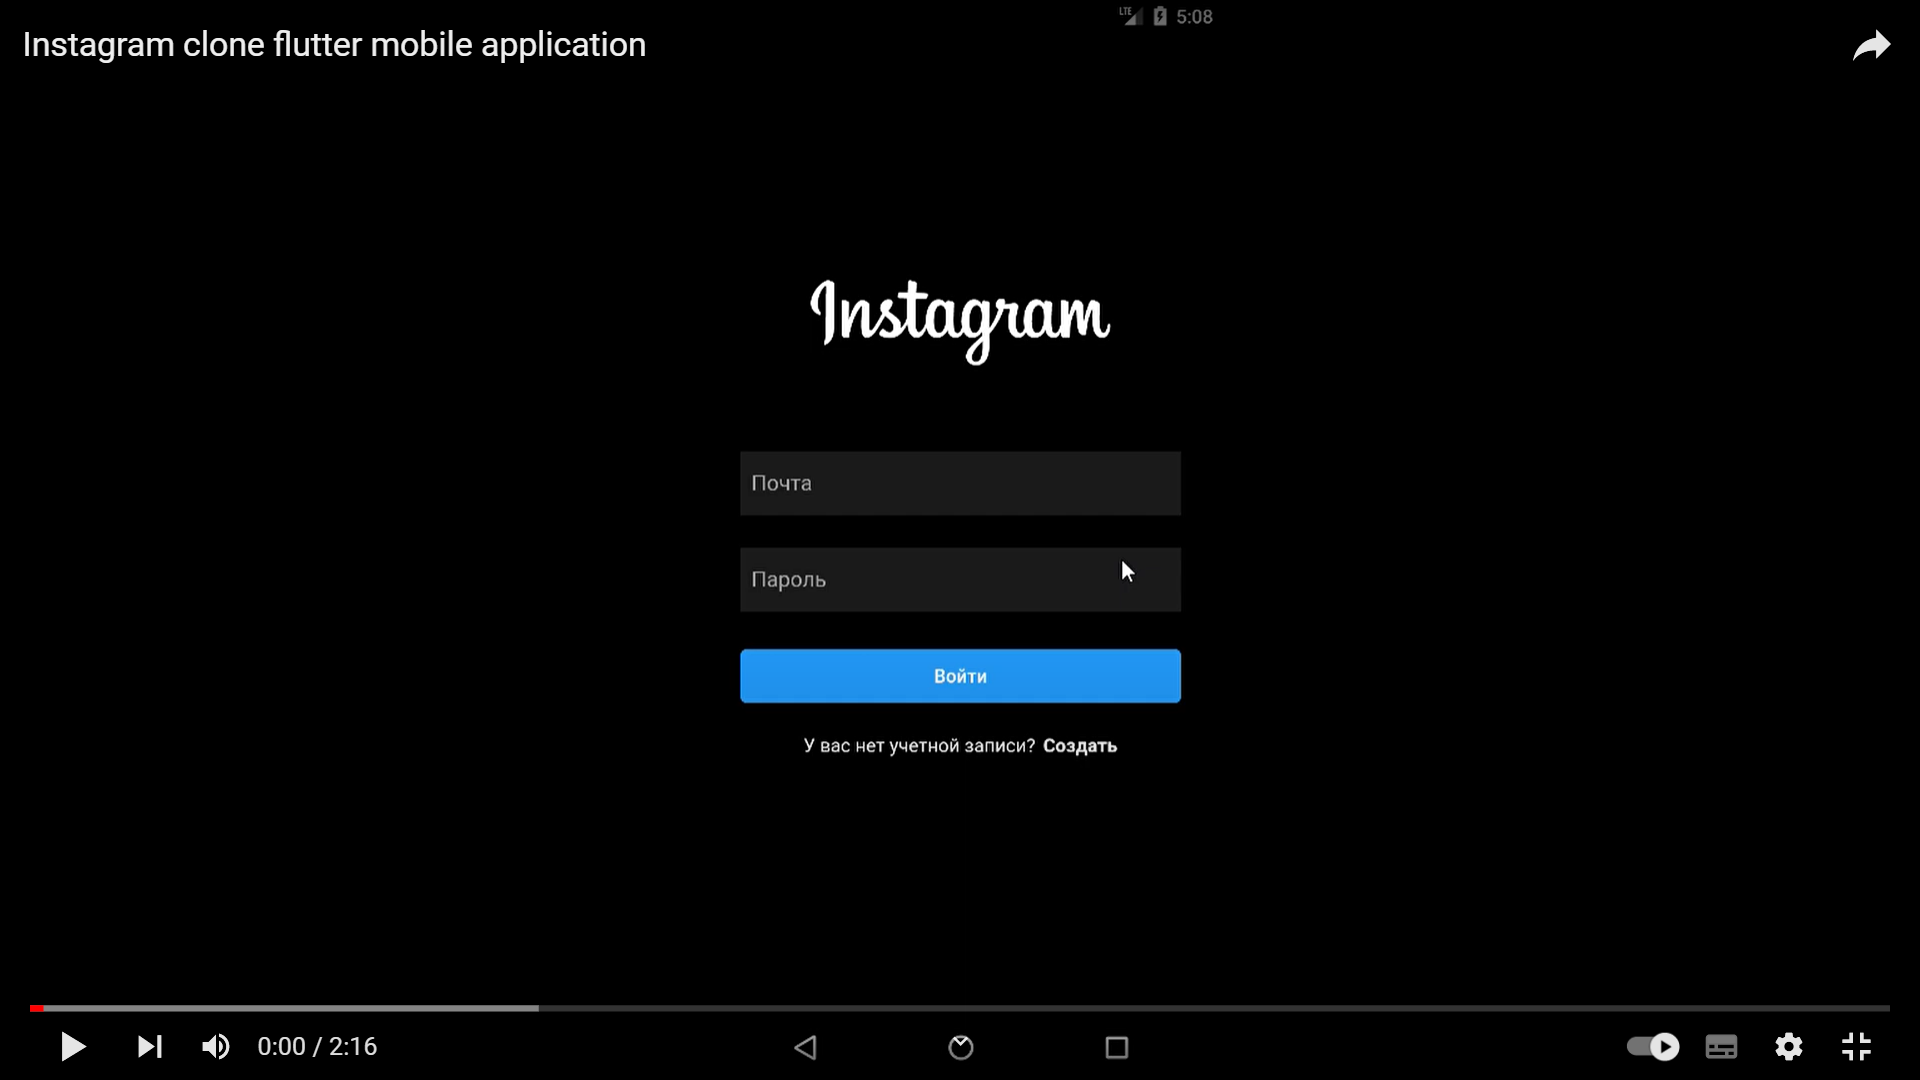 LTE 5:08
Instagram clone flutter mobile application
Instagram
Почта
Пароль
Войти
У вас нет учетной записи? Создать
0:00 / 2:16